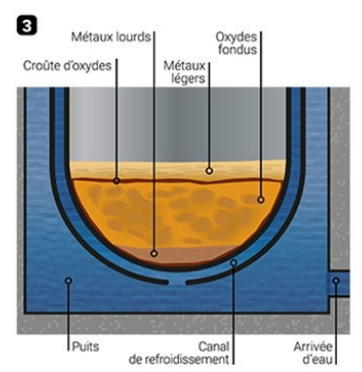 3
Métaux lourds
Oxydes
fondus
Croûte d'oxydes
Métaux
légers
Puits
Canal
de refroidissement
Arrivée
d'eau